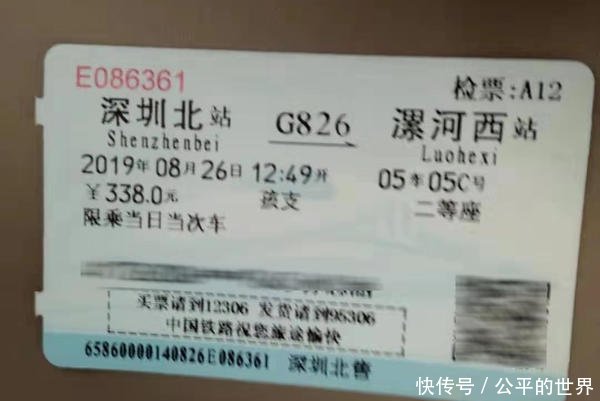 E086361
检票:A12
深圳北站
G826
漯河西站
Shenzhenbei
Luohexi
2019年08月26日12:49开
05车05C号
￥338.0元
孩支
二等座
限乘当日当次车
买票请到12306 发货请到95306
中国铁路祝您旅途愉快
65860000140826E086361 深圳北售
快传号 / 公平的世界